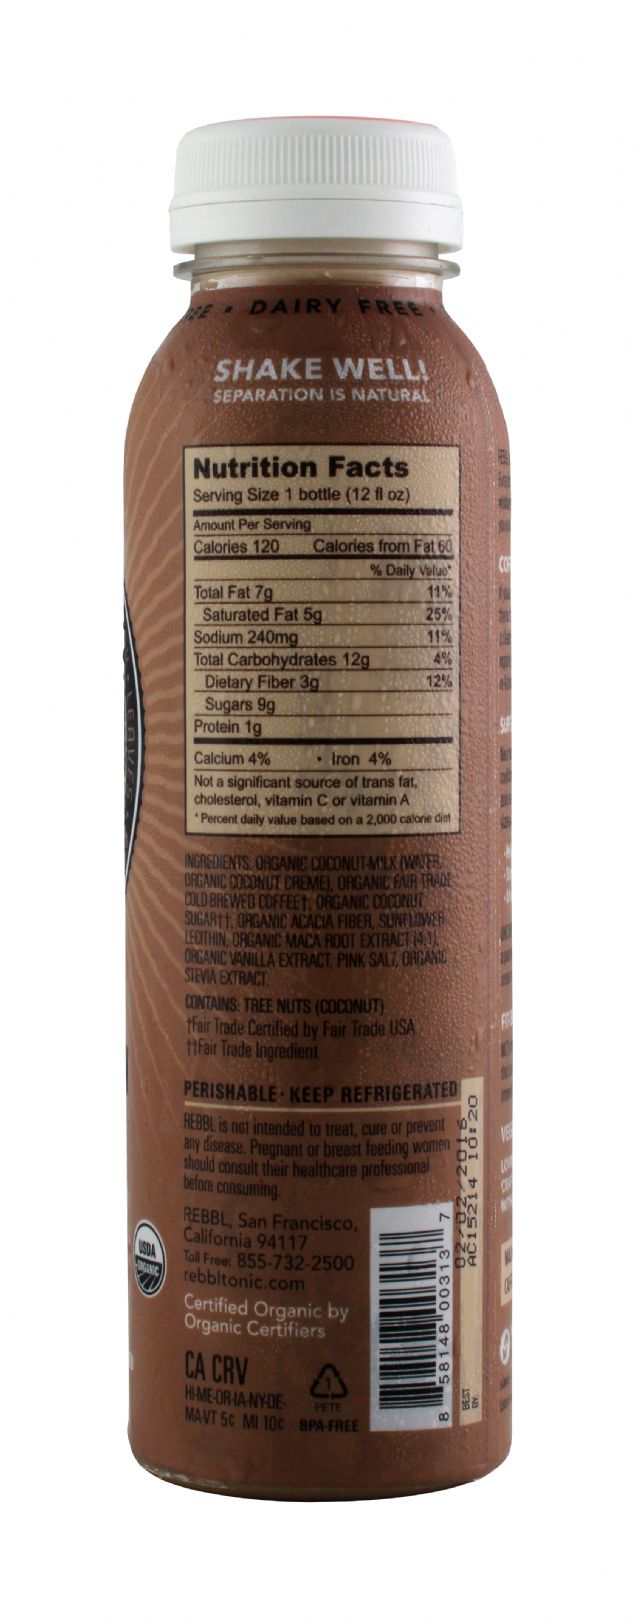 • DAIRY FREE •
SHAKE WELL!
SEPARATION IS NATURAL
Nutrition Facts
Serving Size 1 bottle (12 fl oz)
Amount Per Serving
Calories 120 Calories from Fat 60
% Daily Value*
Total Fat 7g 11%
Saturated Fat 5g 25%
Sodium 240mg 11%
Total Carbohydrates 12g 4%
Dietary Fiber 3g 12%
Sugars 9g
Protein 1g
Calcium 4% • Iron 4%
Not a significant source of trans fat,
cholesterol, vitamin C or vitamin A
*Percent daily value based on a 2,000 calorie diet
INGREDIENTS: ORGANIC COCONUT-MILK (WATER,
ORGANIC COCONUT CREME), ORGANIC FAIR TRADE
COLD-BREWED COFFEE†, ORGANIC COCONUT
SUGAR††, ORGANIC ACACIA FIBER, SUNFLOWER
LECITHIN, ORGANIC MACA ROOT EXTRACT (4:1),
ORGANIC VANILLA EXTRACT, PINK SALT, ORGANIC
STEVIA EXTRACT.
CONTAINS: TREE NUTS (COCONUT)
†Fair Trade Certified by Fair Trade USA
††Fair Trade Ingredient
PERISHABLE • KEEP REFRIGERATED
REBBL is not intended to treat, cure or prevent
any disease. Pregnant or breast feeding women
should consult their healthcare professional
before consuming.
REBBL, San Francisco,
California 94117
Toll Free: 855-732-2500
rebbltonic.com
Certified Organic by
Organic Certifiers
CA CRV
HI-ME-OR-IA-NY-DE-
MA-VT 5¢ MI 10¢
1
PETE
BPA-FREE
8 58148 00313 7
BEST
BY:
02/02/2016
AC15214 10:20
USDA
ORGANIC
LEAVES